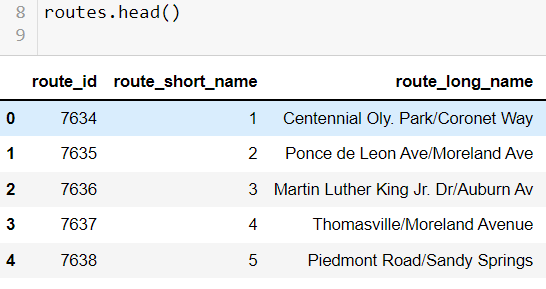 8 routes.head()
9
route_id route_short_name route_long_name
0 7634 1 Centennial Oly. Park/Coronet Way
1 7635 2 Ponce de Leon Ave/Moreland Ave
2 7636 3 Martin Luther King Jr. Dr/Auburn Av
3 7637 4 Thomasville/Moreland Avenue
4 7638 5 Piedmont Road/Sandy Springs